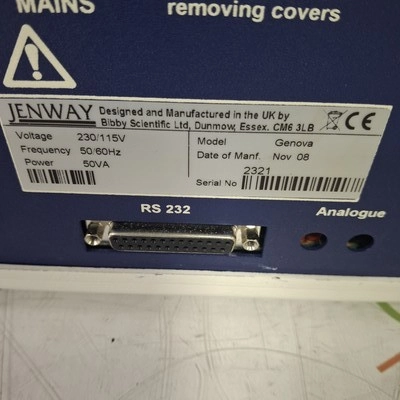 MAINS
removing covers
JENWAY
Designed and Manufactured in the UK by
Bibby Scientific Ltd, Dunmow, Essex. CM6 3LB
CE
Voltage 230/115V
Frequency 50/60Hz
Power 50VA
Model Genova
Date of Manf. Nov 08
2321
Serial No
RS 232
Analogue